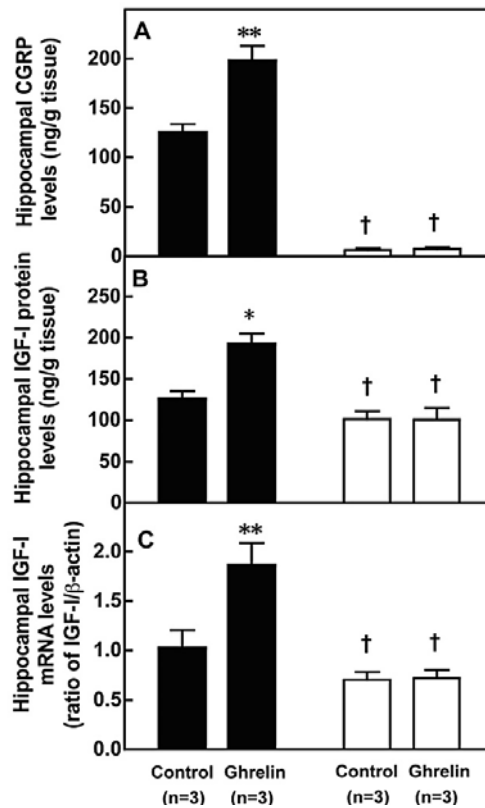 A
**
Hippocampal CGRP
levels (ng/g tissue)
200
150
100
50
0
†
†
B
*
Hippocampal IGF-I protein
levels (ng/g tissue)
250
200
150
100
50
0
†
†
C
**
Hippocampal IGF-I
mRNA levels
(ratio of IGF-I/β-actin)
2.0
1.5
1.0
0.5
0.0
†
†
Control Ghrelin Control Ghrelin
(n=3) (n=3) (n=3) (n=3)